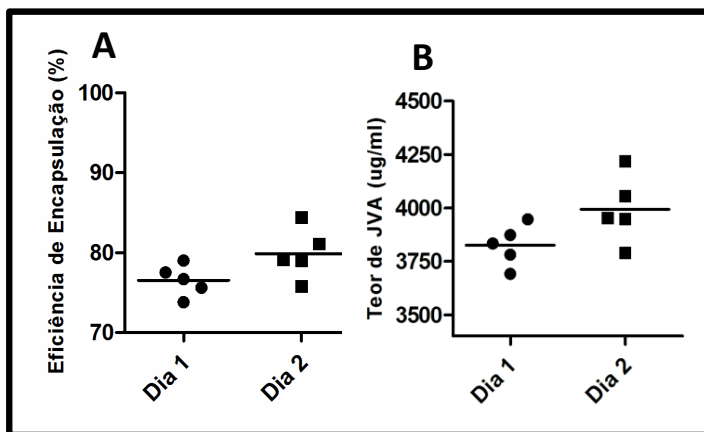 A
Eficiência de Encapsulação (%)
100
90
80
70
Dia 1
Dia 2
B
Teor de JVA (ug/ml)
4500
4250
4000
3750
3500
Dia 1
Dia 2